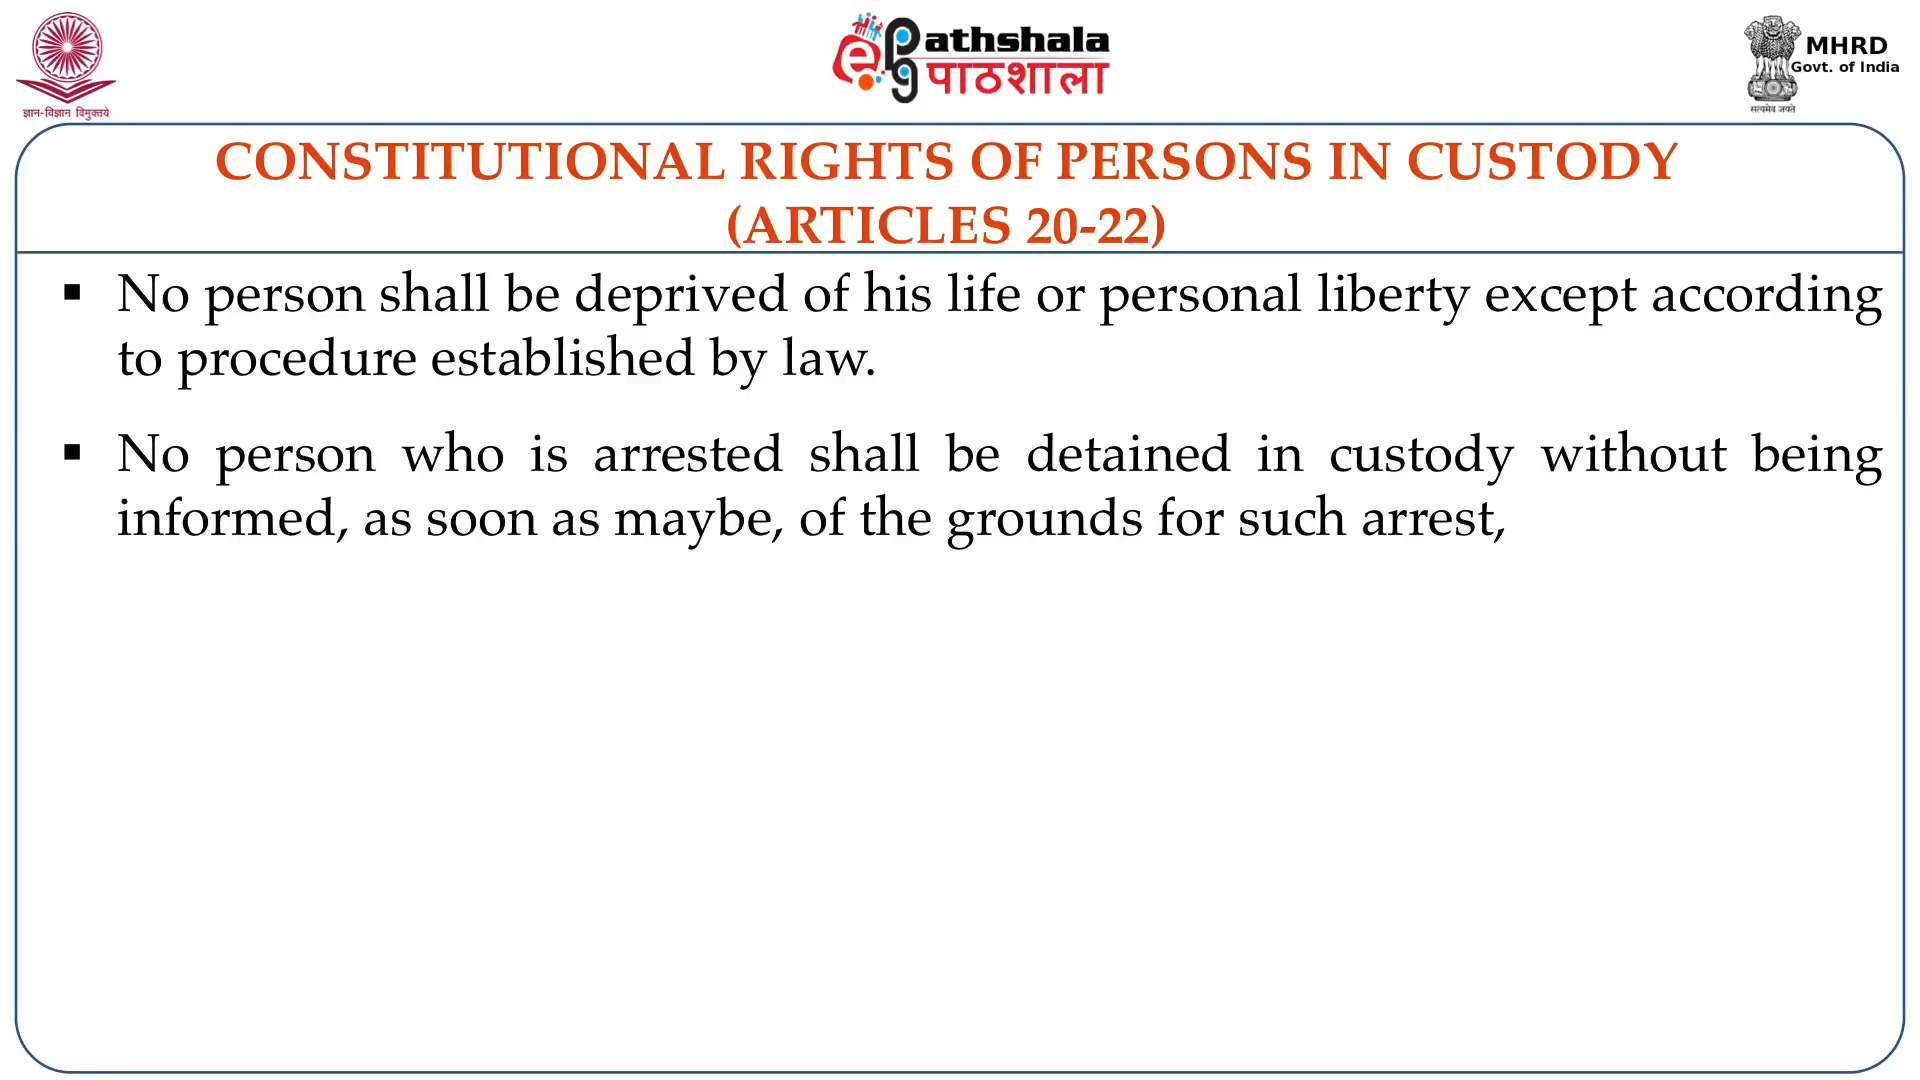 ज्ञान-विज्ञान विमुक्तये
ePathshala
पाठशाला
MHRD
Govt. of India
सत्यमेव जयते
CONSTITUTIONAL RIGHTS OF PERSONS IN CUSTODY
(ARTICLES 20-22)
▪ No person shall be deprived of his life or personal liberty except according
to procedure established by law.
▪ No person who is arrested shall be detained in custody without being
informed, as soon as maybe, of the grounds for such arrest,